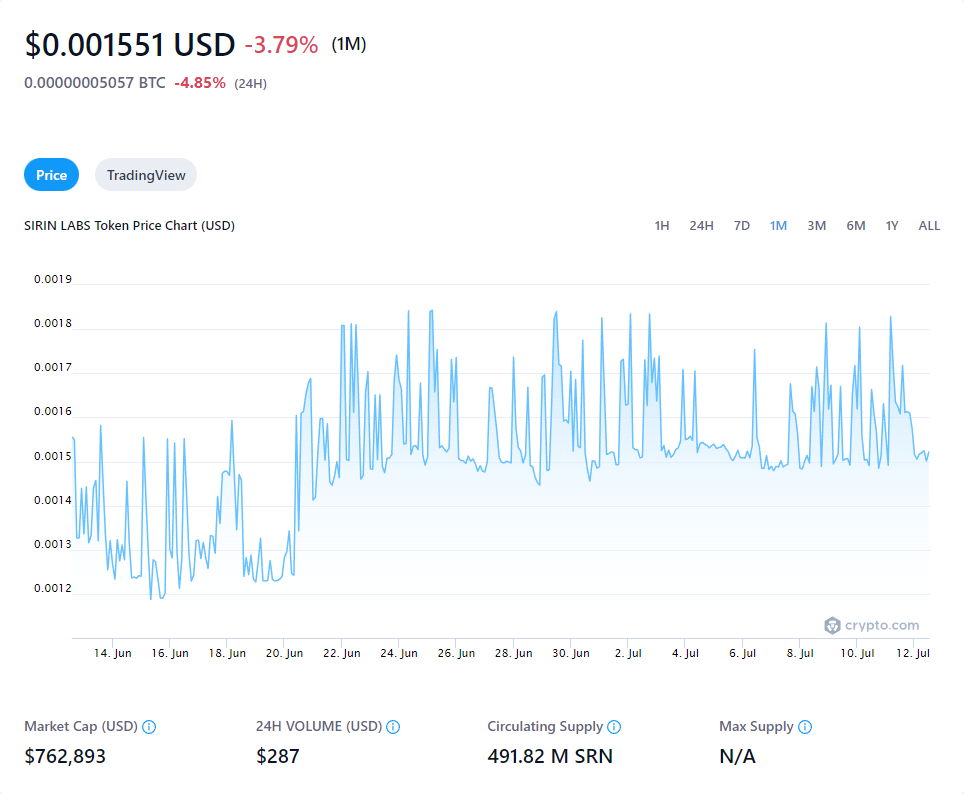 $0.001551 USD -3.79% (1M)
0.00000005057 BTC -4.85% (24H)
Price TradingView
SIRIN LABS Token Price Chart (USD) 1H 24H 7D 1M 3M 6M 1Y ALL
0.0019
0.0018
0.0017
0.0016
0.0015
0.0014
0.0013
0.0012
crypto.com
14. Jun 16. Jun 18. Jun 20. Jun 22. Jun 24. Jun 26. Jun 28. Jun 30. Jun 2. Jul 4. Jul 6. Jul 8. Jul 10. Jul 12. Jul
Market Cap (USD) 24H VOLUME (USD) Circulating Supply Max Supply
$762,893 $287 491.82 M SRN N/A